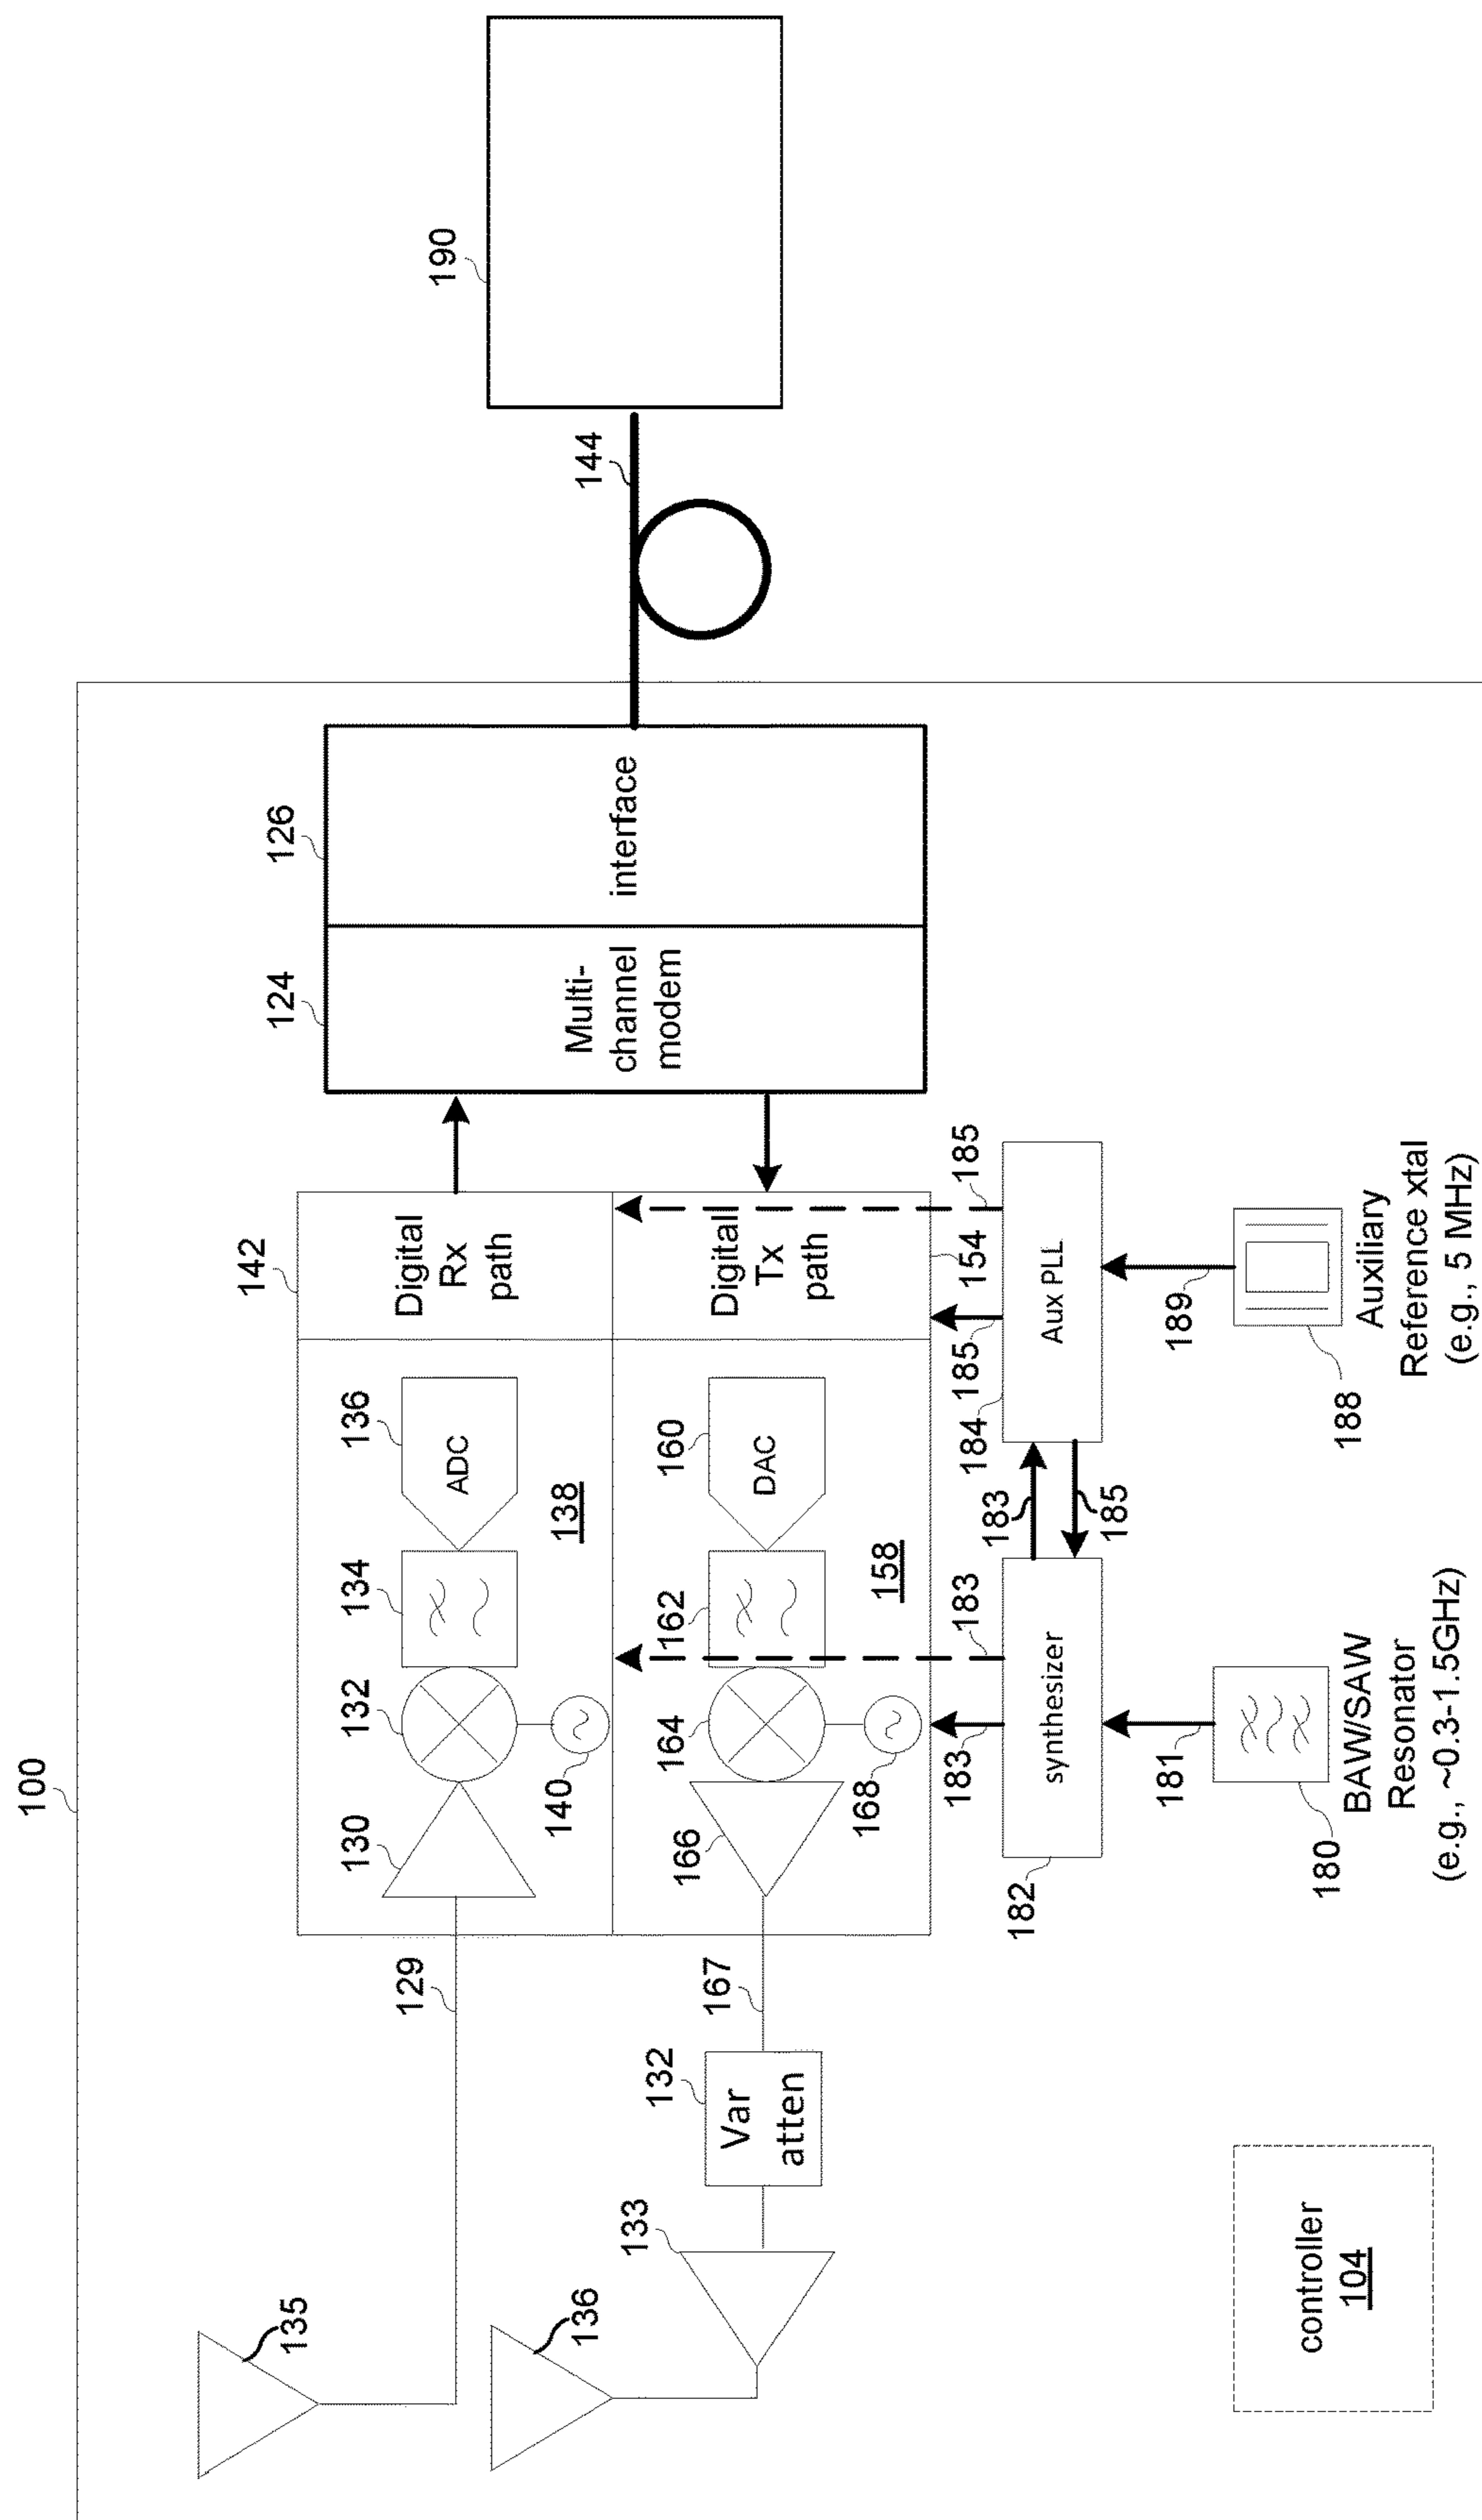 100
190
144
124
126
Multi-
channel
modem
interface
142
Digital
Rx
path
Digital
Tx
path
154
185
185
130
132
134
136
ADC
138
140
129
135
136
133
132
Var
atten
167
166
164
162
160
DAC
158
168
183
183
183
185
182
synthesizer
184
Aux PLL
181
189
180
188
BAW/SAW
Resonator
(e.g., ~0.3-1.5GHz)
Auxiliary
Reference xtal
(e.g., 5 MHz)
controller
104